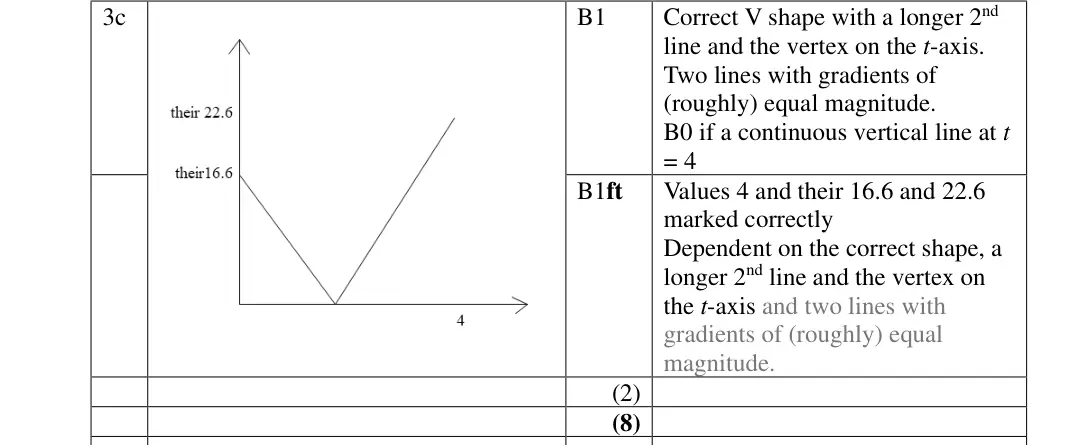 3c
their 22.6
their16.6
4
B1
Correct V shape with a longer 2nd
line and the vertex on the t-axis.
Two lines with gradients of
(roughly) equal magnitude.
B0 if a continuous vertical line at t
= 4
B1ft
Values 4 and their 16.6 and 22.6
marked correctly
Dependent on the correct shape, a
longer 2nd line and the vertex on
the t-axis and two lines with
gradients of (roughly) equal
magnitude.
(2)
(8)